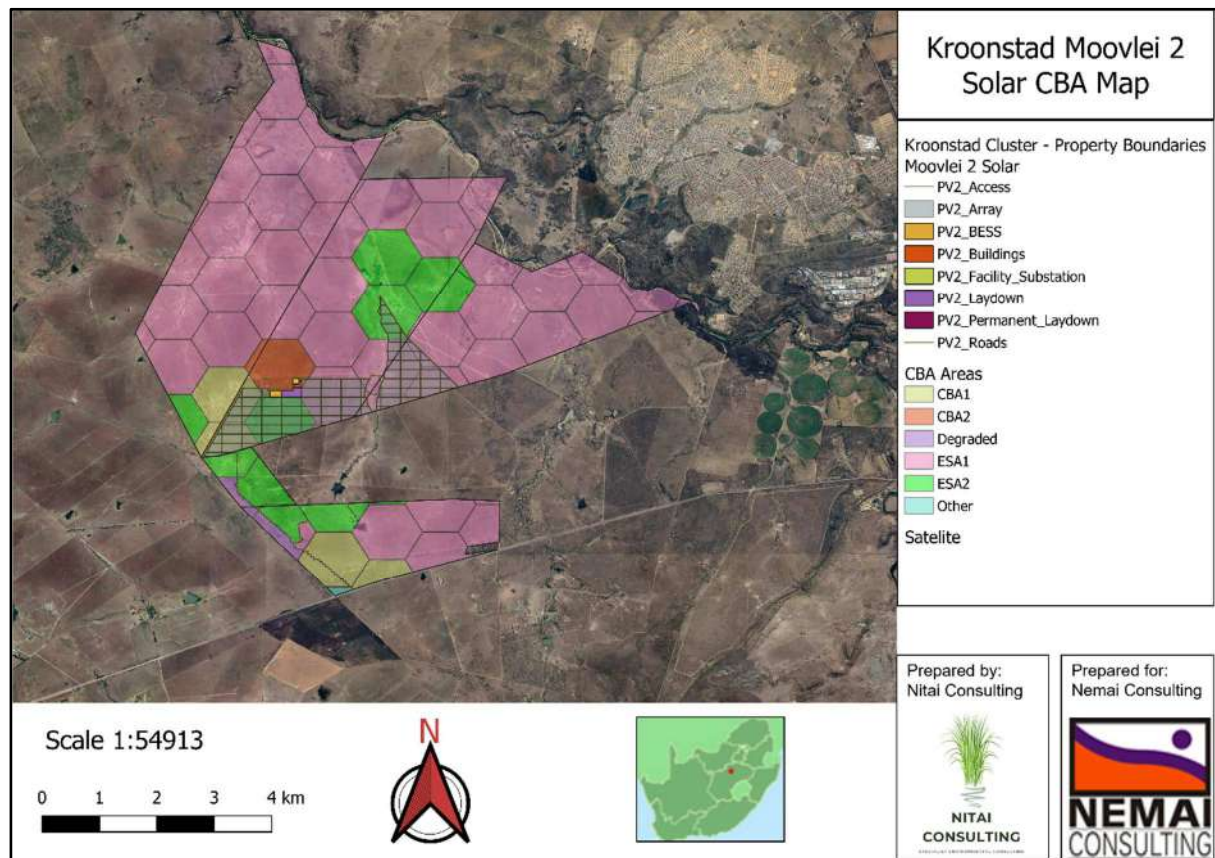 Kroonstad Moovlei 2
Solar CBA Map
Kroonstad Cluster - Property Boundaries
Moovlei 2 Solar
PV2_Access
PV2_Array
PV2_BESS
PV2_Buildings
PV2_Facility_Substation
PV2_Laydown
PV2_Permanent_Laydown
PV2_Roads
CBA Areas
CBA1
CBA2
Degraded
ESA1
ESA2
Other
Satelite
Prepared by:
Nitai Consulting
NITAI
CONSULTING
Prepared for:
Nemai Consulting
NEMAI
CONSULTING
Scale 1:54913
0 1 2 3 4 km
N